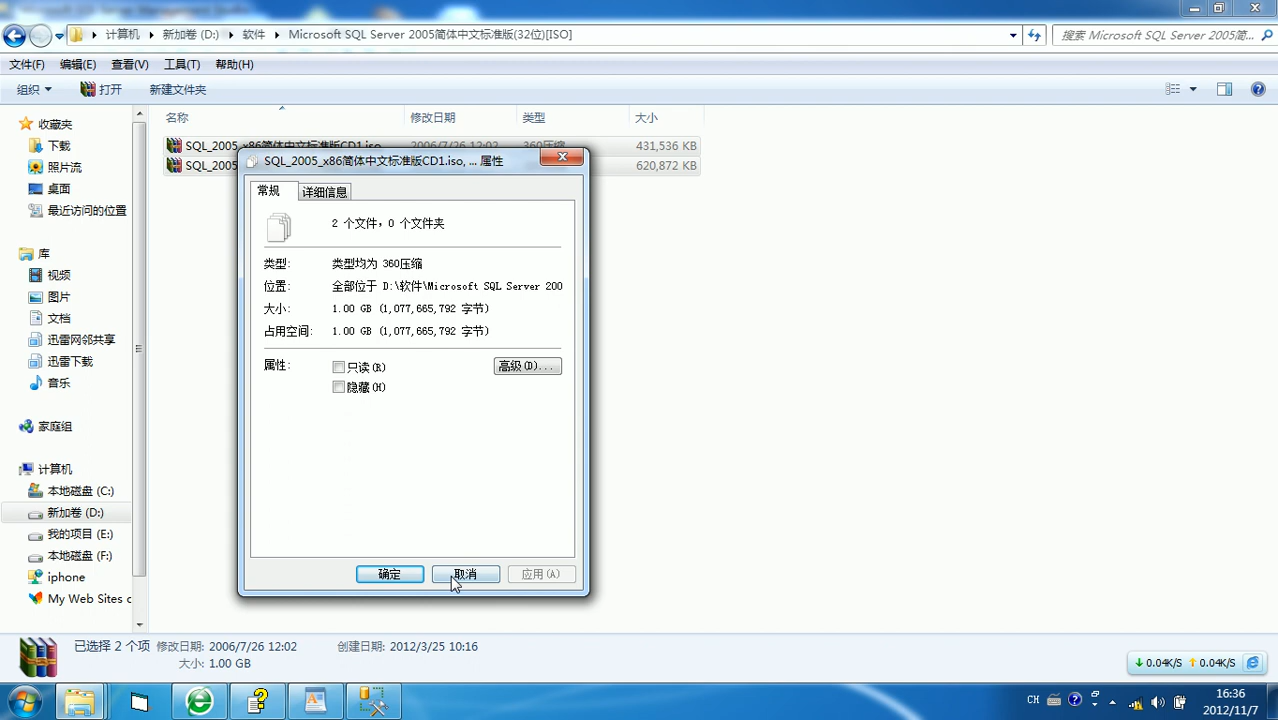 计算机 ▸ 新加卷 (D:) ▸ 软件 ▸ Microsoft SQL Server 2005简体中文标准版(32位)[ISO]
搜索 Microsoft SQL Server 2005简...
文件(F) 编辑(E) 查看(V) 工具(T) 帮助(H)
组织 打开 新建文件夹
名称 修改日期 类型 大小
SQL_2005_x86简体中文标准版CD1.iso 2006/7/26 12:02 360压缩 431,536 KB
SQL_2005 620,872 KB
收藏夹
下载
照片流
桌面
最近访问的位置
库
视频
图片
文档
迅雷网邻共享
迅雷下载
音乐
家庭组
计算机
本地磁盘 (C:)
新加卷 (D:)
我的项目 (E:)
本地磁盘 (F:)
iphone
My Web Sites c
SQL_2005_x86简体中文标准版CD1.iso, ... 属性
常规 详细信息
2 个文件，0 个文件夹
类型: 类型均为 360压缩
位置: 全部位于 D:\软件\Microsoft SQL Server 200
大小: 1.00 GB (1,077,665,792 字节)
占用空间: 1.00 GB (1,077,665,792 字节)
属性: 只读(R) 高级(D)...
隐藏(H)
确定 取消 应用(A)
已选择 2 个项 修改日期: 2006/7/26 12:02 创建日期: 2012/3/25 10:16
大小: 1.00 GB
0.04K/S 0.04K/S
CH 16:36
2012/11/7